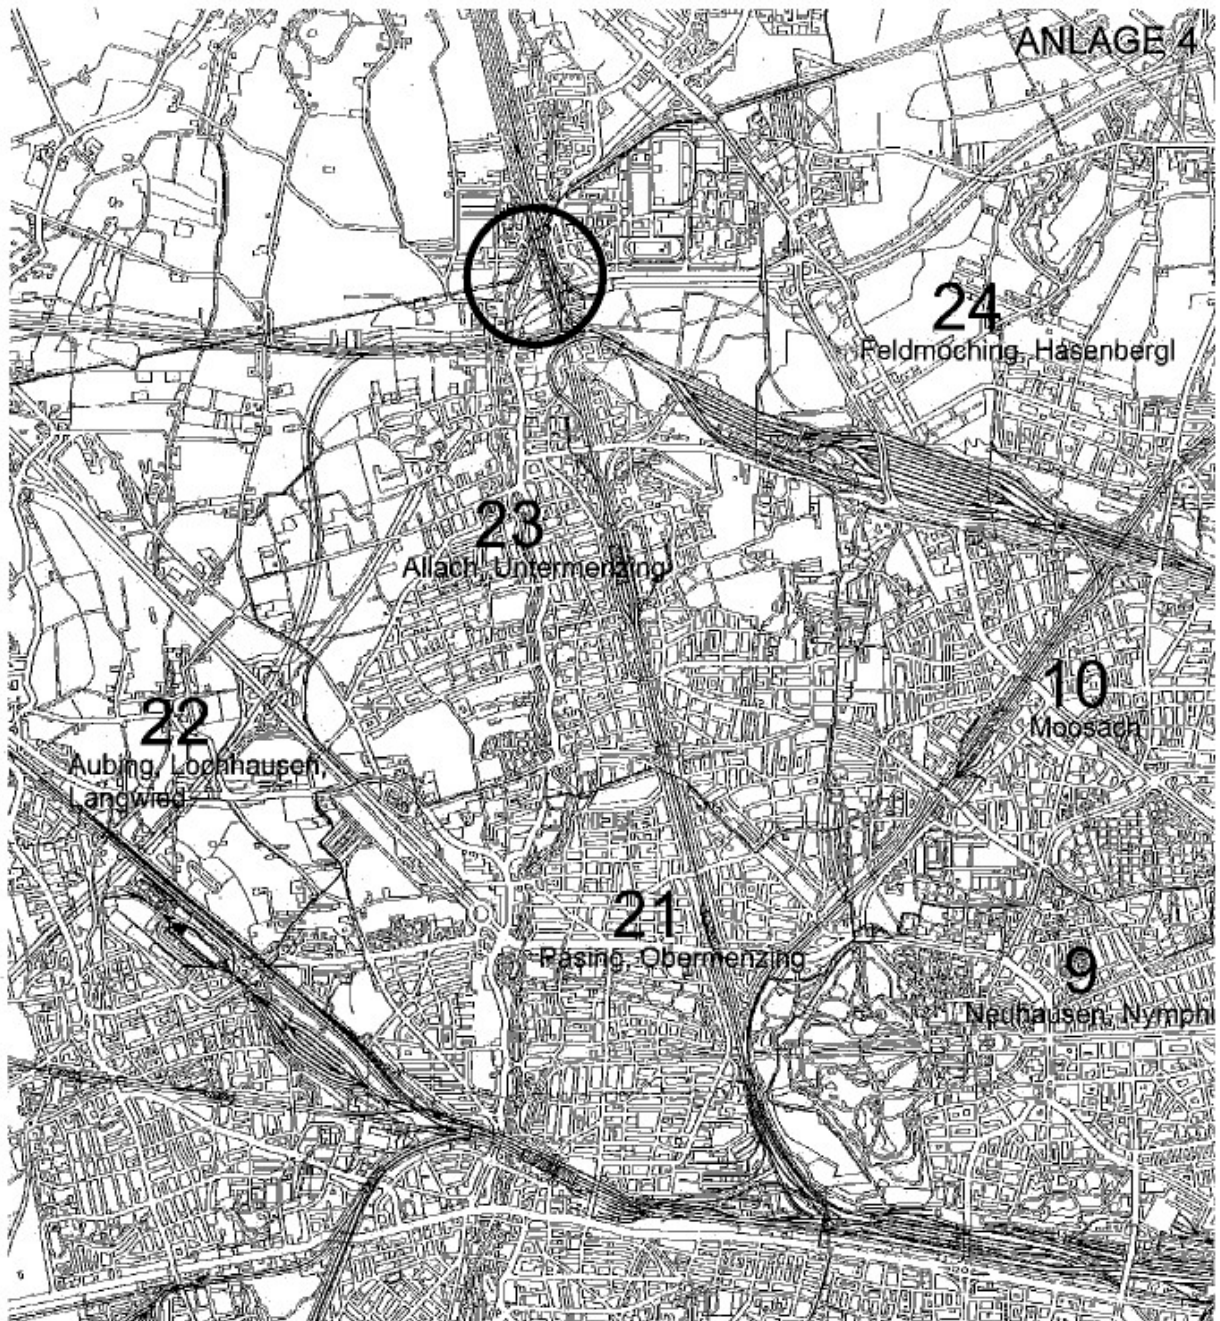 ANLAGE 4
24
Feldmoching, Hasenbergl
23
Allach, Untermenzing
10
Moosach
22
Aubing, Lochhausen,
Langwied
21
Pasing, Obermenzing
9
Neuhausen, Nymph